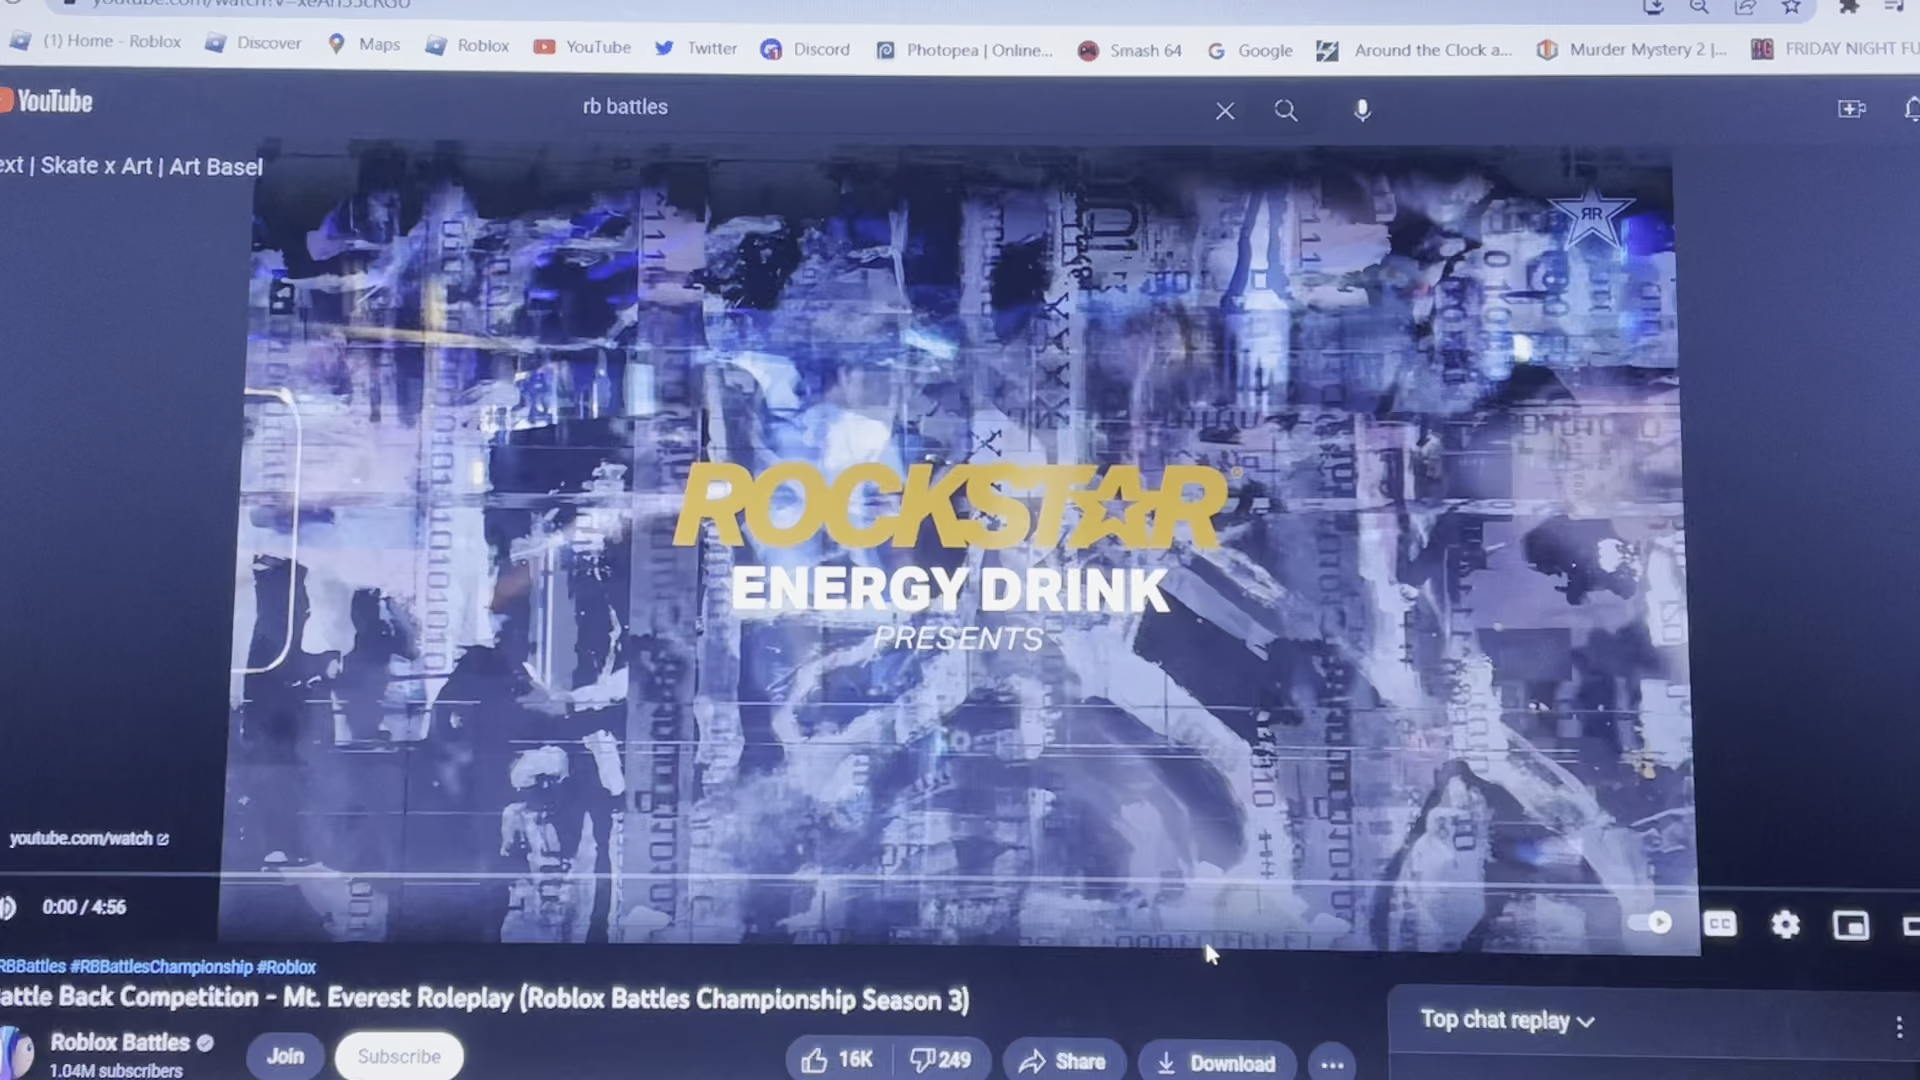 (1) Home - Roblox
Discover
Maps
Roblox
YouTube
Twitter
Discord
Photopea | Online...
Smash 64
Google
Around the Clock a...
Murder Mystery 2 |...
FRIDAY NIGHT FU
YouTube
rb battles
ext | Skate x Art | Art Basel
ROCKSTAR
ENERGY DRINK
PRESENTS
youtube.com/watch
0:00 / 4:56
CC
RBBattles #RBBattlesChampionship #Roblox
attle Back Competition - Mt. Everest Roleplay (Roblox Battles Championship Season 3)
Roblox Battles
1.04M subscribers
Join
Subscribe
16K
249
Share
Download
Top chat replay